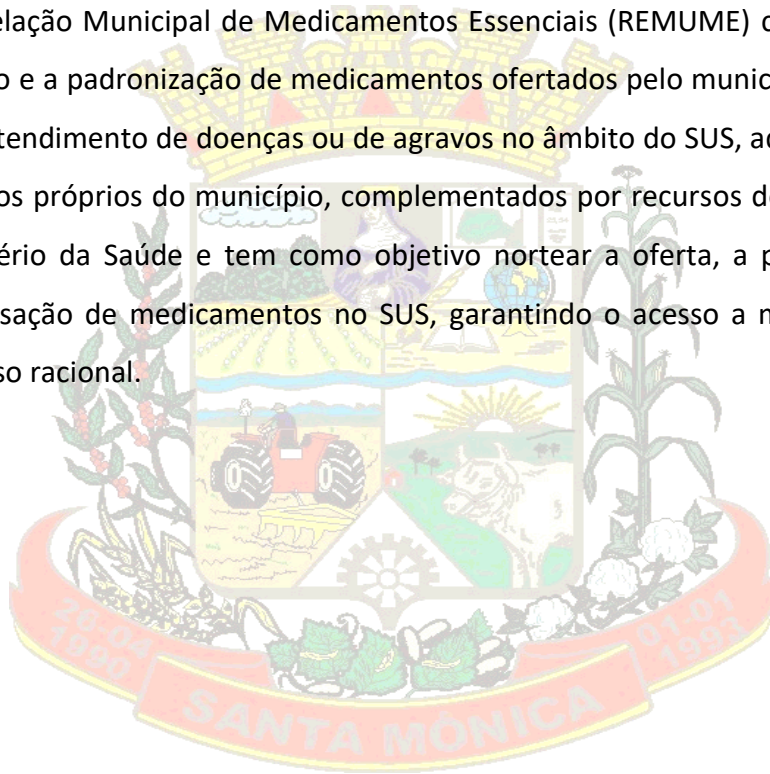 elação Municipal de Medicamentos Essenciais (REMUME)
o e a padronização de medicamentos ofertados pelo munic
tendimento de doenças ou de agravos no âmbito do SUS, a
os próprios do município, complementados por recursos d
ério da Saúde e tem como objetivo nortear a oferta, a p
sação de medicamentos no SUS, garantindo o acesso a
so racional.
26-04
1990
01-01
1993
SANTA MÔNICA